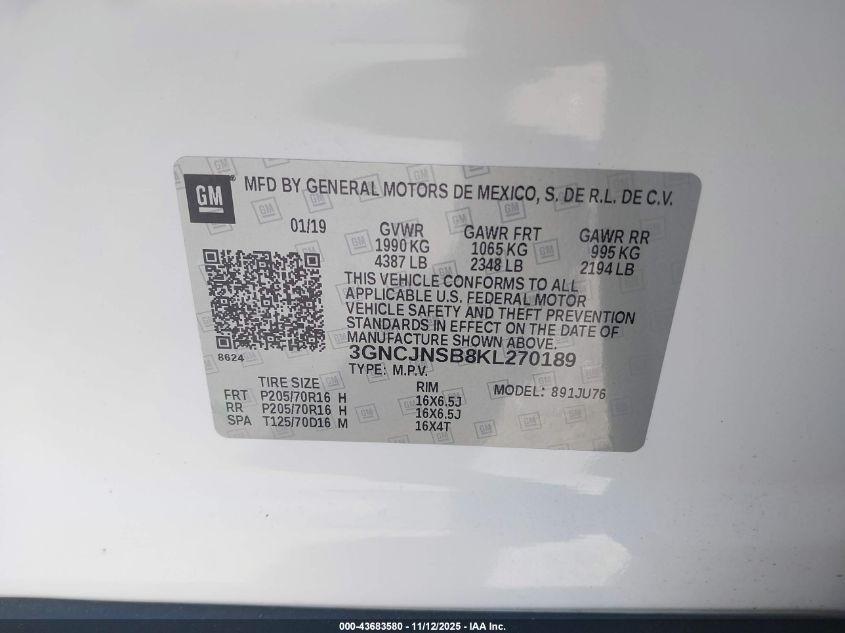 GM ® MFD BY GENERAL MOTORS DE MEXICO, S. DE R.L. DE C.V.
01/19 GVWR GAWR FRT GAWR RR
1990 KG 1065 KG 995 KG
4387 LB 2348 LB 2194 LB
THIS VEHICLE CONFORMS TO ALL
APPLICABLE U.S. FEDERAL MOTOR
VEHICLE SAFETY AND THEFT PREVENTION
STANDARDS IN EFFECT ON THE DATE OF
MANUFACTURE SHOWN ABOVE.
8624 3GNCJNSB8KL270189
TYPE: M.P.V.
TIRE SIZE RIM MODEL: 891JU76
FRT P205/70R16 H 16X6.5J
RR P205/70R16 H 16X6.5J
SPA T125/70D16 M 16X4T
000-43683580 - 11/12/2025 - IAA Inc.